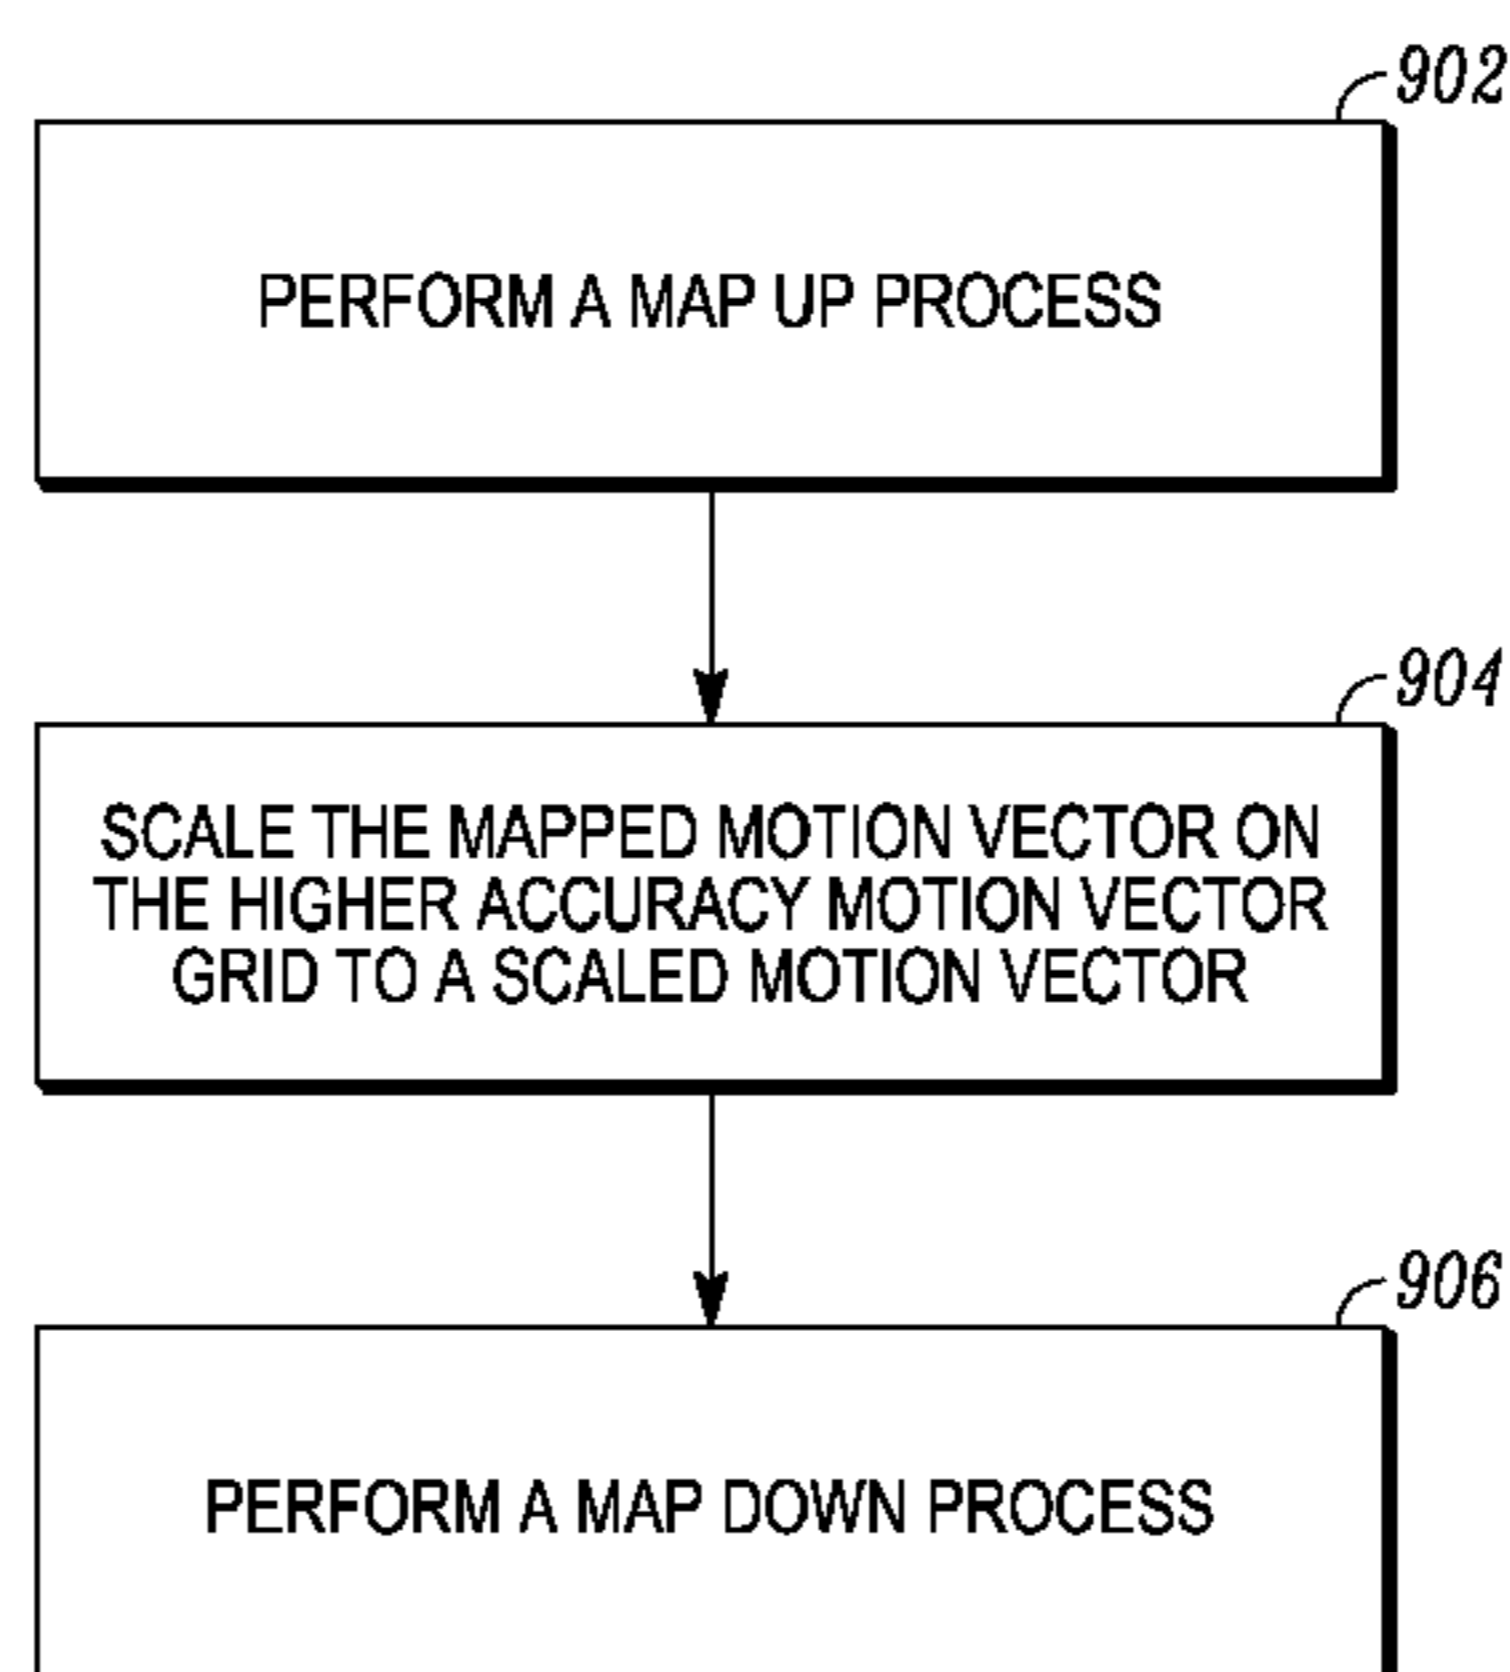 902
PERFORM A MAP UP PROCESS
904
SCALE THE MAPPED MOTION VECTOR ON
THE HIGHER ACCURACY MOTION VECTOR
GRID TO A SCALED MOTION VECTOR
906
PERFORM A MAP DOWN PROCESS